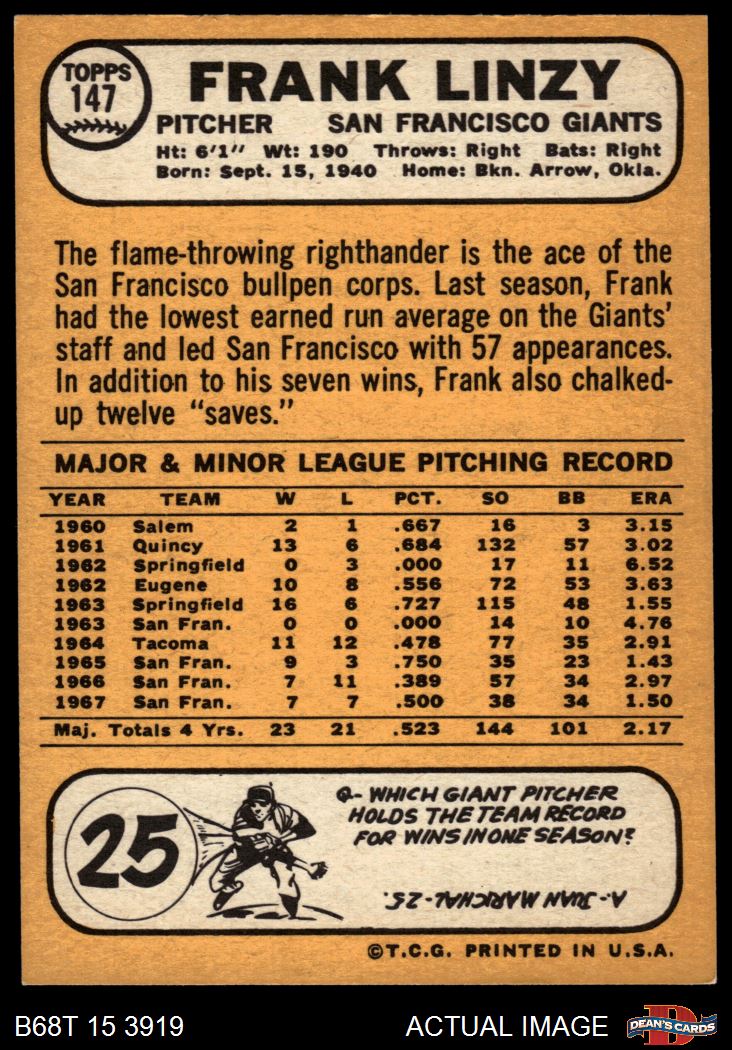 TOPPS
147
FRANK LINZY
PITCHER SAN FRANCISCO GIANTS
Ht: 6'1" Wt: 190 Throws: Right Bats: Right
Born: Sept. 15, 1940 Home: Bkn. Arrow, Okla.
The flame-throwing righthander is the ace of the
San Francisco bullpen corps. Last season, Frank
had the lowest earned run average on the Giants'
staff and led San Francisco with 57 appearances.
In addition to his seven wins, Frank also chalked-
up twelve "saves."
MAJOR & MINOR LEAGUE PITCHING RECORD
YEAR TEAM W L PCT. SO BB ERA
1960 Salem 2 1 .667 16 3 3.15
1961 Quincy 13 6 .684 132 57 3.02
1962 Springfield 0 3 .000 17 11 6.52
1962 Eugene 10 8 .556 72 53 3.63
1963 Springfield 16 6 .727 115 48 1.55
1963 San Fran. 0 0 .000 14 10 4.76
1964 Tacoma 11 12 .478 77 35 2.91
1965 San Fran. 9 3 .750 35 23 1.43
1966 San Fran. 7 11 .389 57 34 2.97
1967 San Fran. 7 7 .500 38 34 1.50
Maj. Totals 4 Yrs. 23 21 .523 144 101 2.17
25
Q- WHICH GIANT PITCHER
HOLDS THE TEAM RECORD
FOR WINS IN ONE SEASON?
A- JUAN MARICHAL-25.
©T.C.G. PRINTED IN U.S.A.
B68T 15 3919 ACTUAL IMAGE
D
DEAN'S CARDS